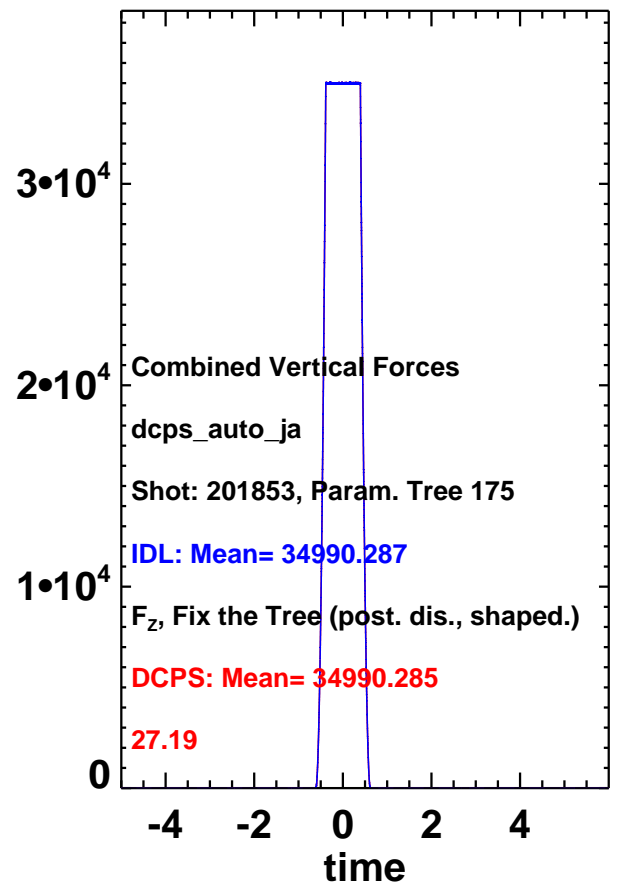 3•10⁴
2•10⁴
Combined Vertical Forces
dcps_auto_ja
Shot: 201853, Param. Tree 175
IDL: Mean= 34990.287
1•10⁴
F_Z, Fix the Tree (post. dis., shaped.)
DCPS: Mean= 34990.285
27.19
0
-4 -2 0 2 4
time